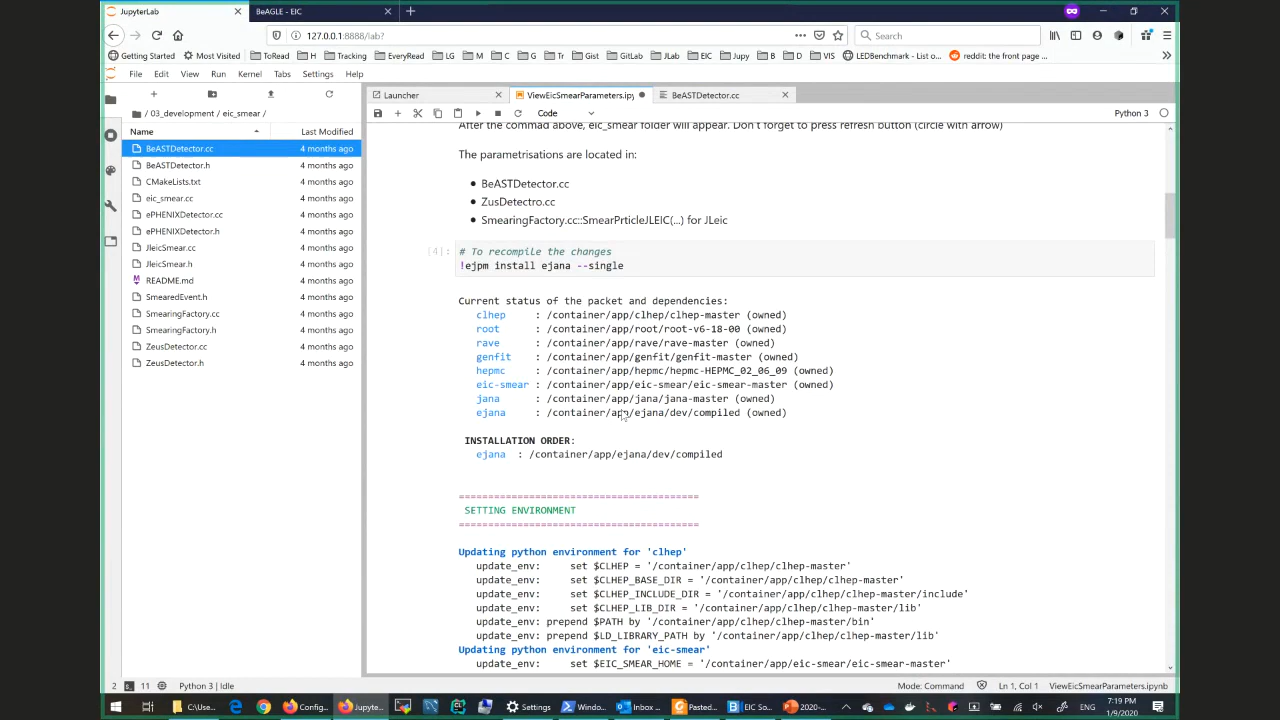 JupyterLab
BeAGLE - EIC
127.0.0.1:8888/lab?
Search
Getting Started
Most Visited
ToRead
H
Tracking
EveryRead
LG
M
C
G
Tr
Gist
GitLab
JLab
EIC
Jupy
B
D
VIS
LEDBenchmark - List o...
reddit: the front page ...
File Edit View Run Kernel Tabs Settings Help
Launcher
ViewEicSmearParameters.ipy
BeASTDetector.cc
/ 03_development / eic_smear /
Code
Python 3
Name Last Modified
BeASTDetector.cc 4 months ago
BeASTDetector.h 4 months ago
CMakeLists.txt 4 months ago
eic_smear.cc 4 months ago
ePHENIXDetector.cc 4 months ago
ePHENIXDetector.h 4 months ago
JleicSmear.cc 4 months ago
JleicSmear.h 4 months ago
README.md 4 months ago
SmearedEvent.h 4 months ago
SmearingFactory.cc 4 months ago
SmearingFactory.h 4 months ago
ZeusDetector.cc 4 months ago
ZeusDetector.h 4 months ago
After the commad above, eic_smear folder will appear. Don't forget to press refresh button (circle with arrow)
The parametrisations are located in:
BeASTDetector.cc
ZusDetectro.cc
SmearingFactory.cc::SmearPrticleJLEIC(...) for JLeic
[4]:
# To recompile the changes
!ejpm install ejana --single
Current status of the packet and dependencies:
clhep : /container/app/clhep/clhep-master (owned)
root : /container/app/root/root-v6-18-00 (owned)
rave : /container/app/rave/rave-master (owned)
genfit : /container/app/genfit/genfit-master (owned)
hepmc : /container/app/hepmc/hepmc-HEPMC_02_06_09 (owned)
eic-smear : /container/app/eic-smear/eic-smear-master (owned)
jana : /container/app/jana/jana-master (owned)
ejana : /container/app/ejana/dev/compiled (owned)
INSTALLATION ORDER:
ejana : /container/app/ejana/dev/compiled
=========================================
SETTING ENVIRONMENT
=========================================
Updating python environment for 'clhep'
update_env: set $CLHEP = '/container/app/clhep/clhep-master'
update_env: set $CLHEP_BASE_DIR = '/container/app/clhep/clhep-master'
update_env: set $CLHEP_INCLUDE_DIR = '/container/app/clhep/clhep-master/include'
update_env: set $CLHEP_LIB_DIR = '/container/app/clhep/clhep-master/lib'
update_env: prepend $PATH by '/container/app/clhep/clhep-master/bin'
update_env: prepend $LD_LIBRARY_PATH by '/container/app/clhep/clhep-master/lib'
Updating python environment for 'eic-smear'
update_env: set $EIC_SMEAR_HOME = '/container/app/eic-smear/eic-smear-master'
2 11 Python 3 | Idle
Mode: Command
Ln 1, Col 1
ViewEicSmearParameters.ipynb
C:\Use...
Config...
Jupyte...
Settings
Windo...
Inbox ...
Pasted...
EIC So...
2020-...
ENG
7:19 PM
1/9/2020